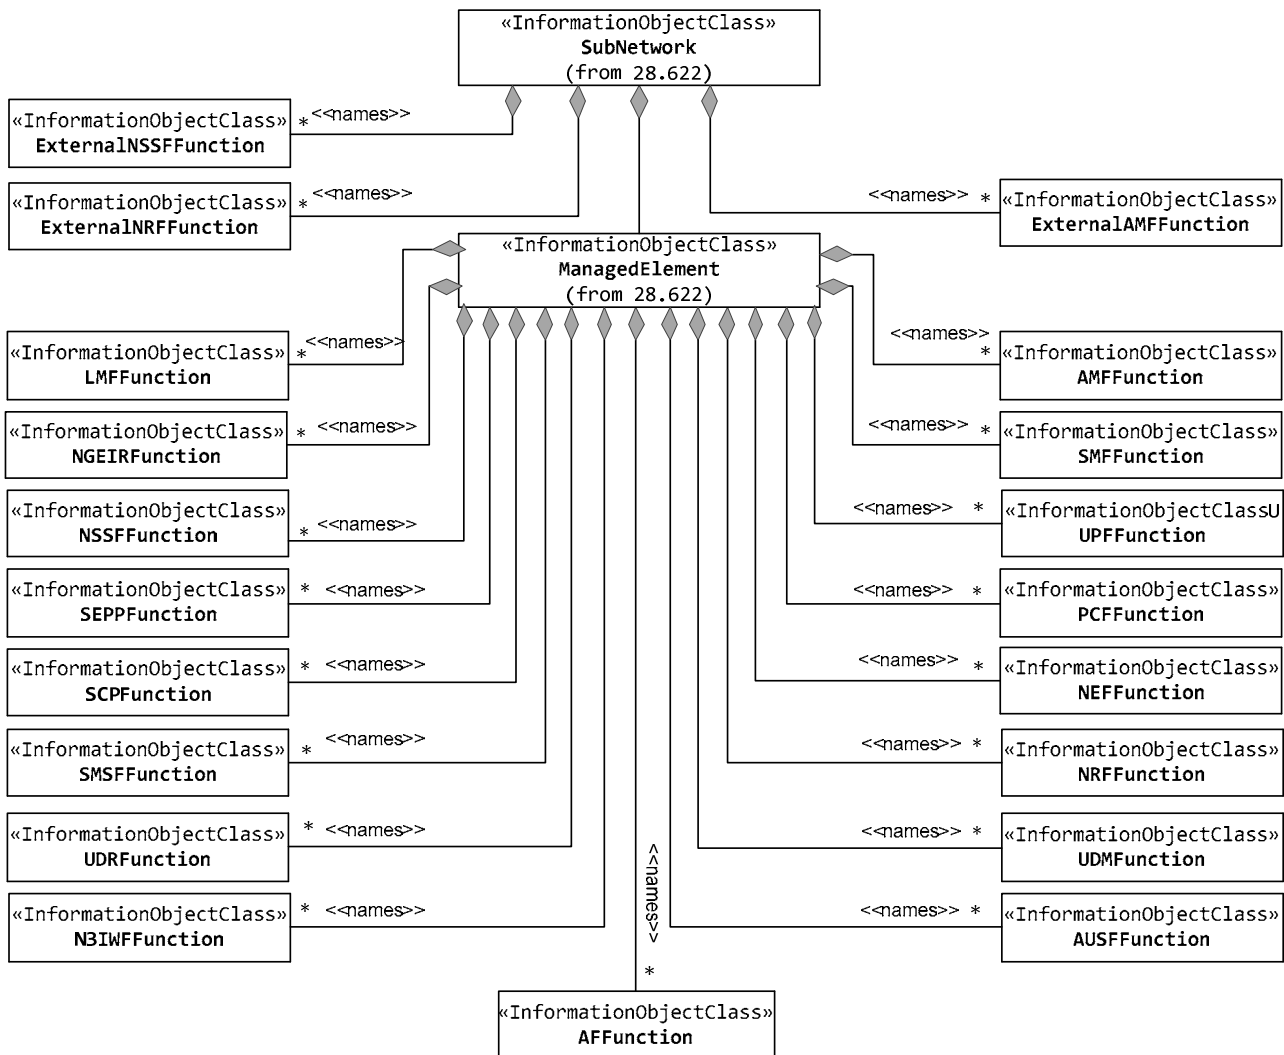 «InformationObjectClass»
SubNetwork
(from 28.622)
«InformationObjectClass»
ExternalNSSFFunction
* <<names>>
«InformationObjectClass»
ExternalNRFFunction
* <<names>>
<<names>> *
«InformationObjectClass»
ExternalAMFFunction
«InformationObjectClass»
ManagedElement
(from 28.622)
«InformationObjectClass»
LMFFunction
* <<names>>
<<names>>
*
«InformationObjectClass»
AMFFunction
«InformationObjectClass»
NGEIRFunction
* <<names>>
<<names>> *
«InformationObjectClass»
SMFFunction
«InformationObjectClass»
NSSFFunction
* <<names>>
<<names>> *
«InformationObjectClassU
UPFFunction
«InformationObjectClass»
SEPPFunction
* <<names>>
<<names>> *
«InformationObjectClass»
PCFFunction
«InformationObjectClass»
SCPFunction
* <<names>>
<<names>> *
«InformationObjectClass»
NEFFunction
«InformationObjectClass»
SMSFFunction
* <<names>>
<<names>> *
«InformationObjectClass»
NRFFunction
«InformationObjectClass»
UDRFunction
* <<names>>
<<names>> *
«InformationObjectClass»
UDMFunction
«InformationObjectClass»
N3IWFFunction
* <<names>>
<<names>> *
«InformationObjectClass»
AUSFFunction
<<names>>
*
«InformationObjectClass»
AFFunction